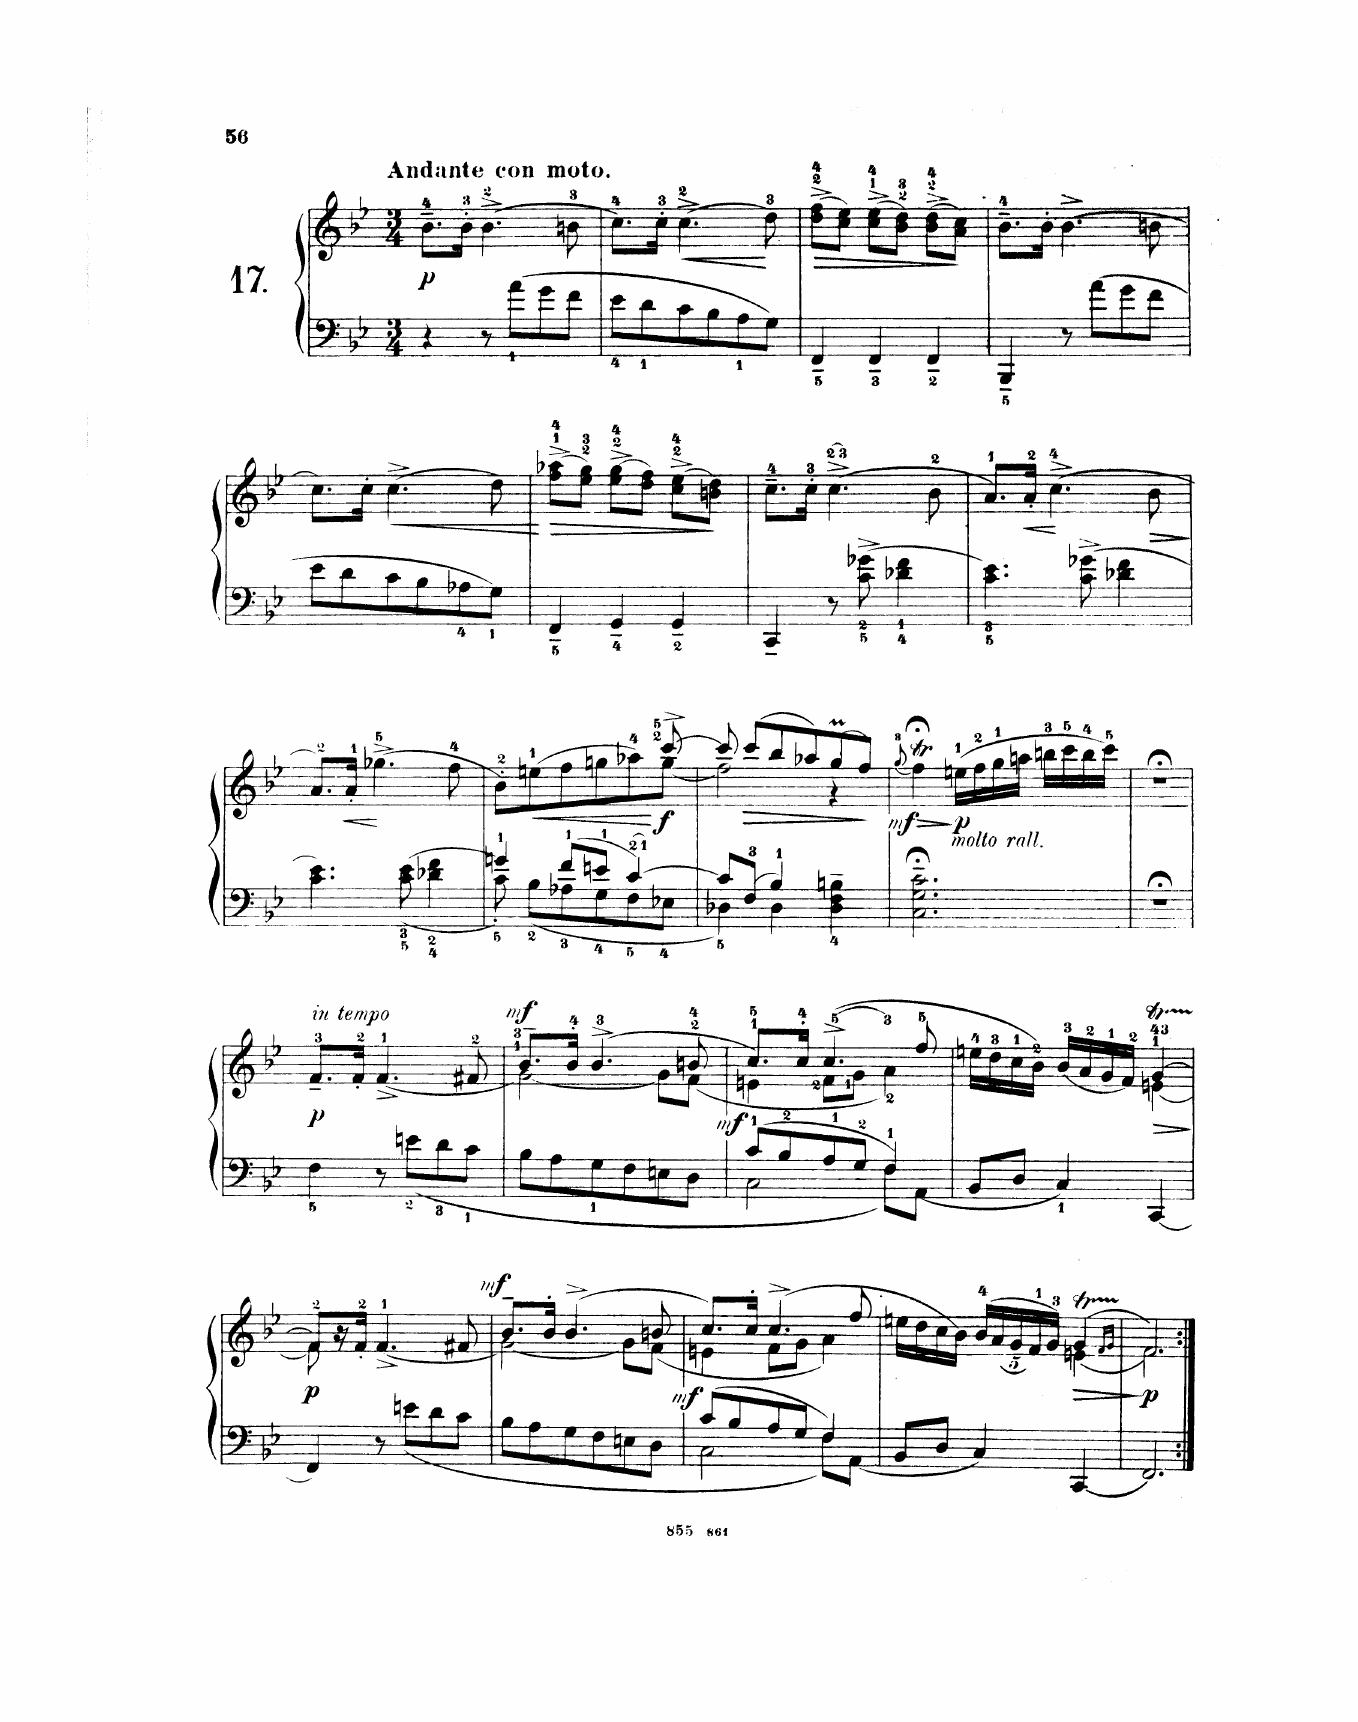 56
Andante con moto.
17.
p
f
mf
p
molto rall.
in tempo
mf
p
mf
mf
p
mf
p
855 861